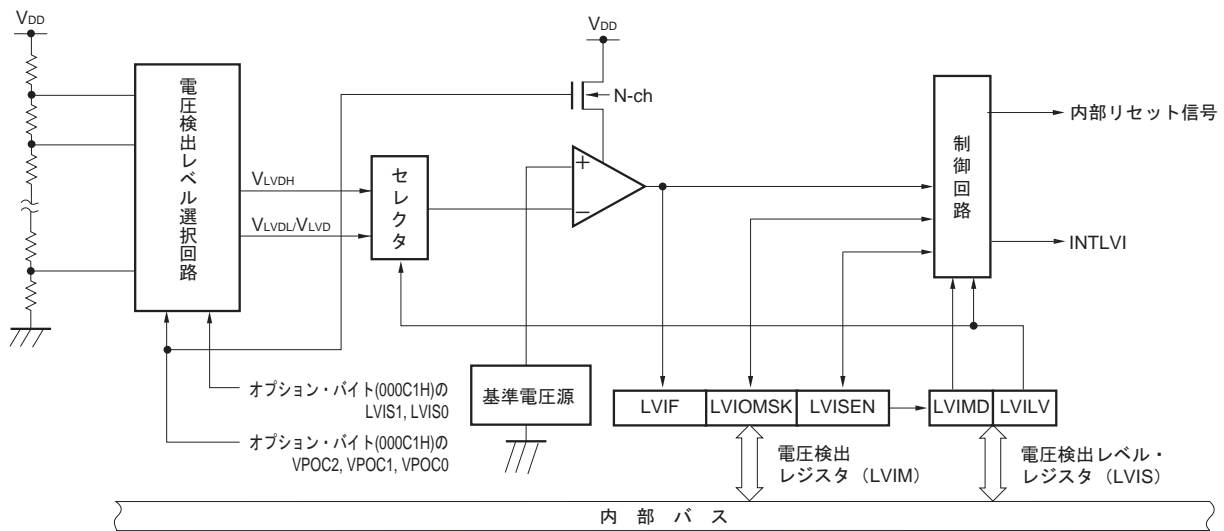 VDD
VDD
電圧検出レベル選択回路
N-ch
制御回路
内部リセット信号
セレクタ
+
−
VLVDH
VLVDL/VLVD
INTLVI
オプション・バイト(000C1H)の
LVIS1, LVIS0
オプション・バイト(000C1H)の
VPOC2, VPOC1, VPOC0
基準電圧源
LVIF
LVIOMSK
LVISEN
LVIMD
LVILV
電圧検出
レジスタ(LVIM)
電圧検出レベル・
レジスタ(LVIS)
内部バス